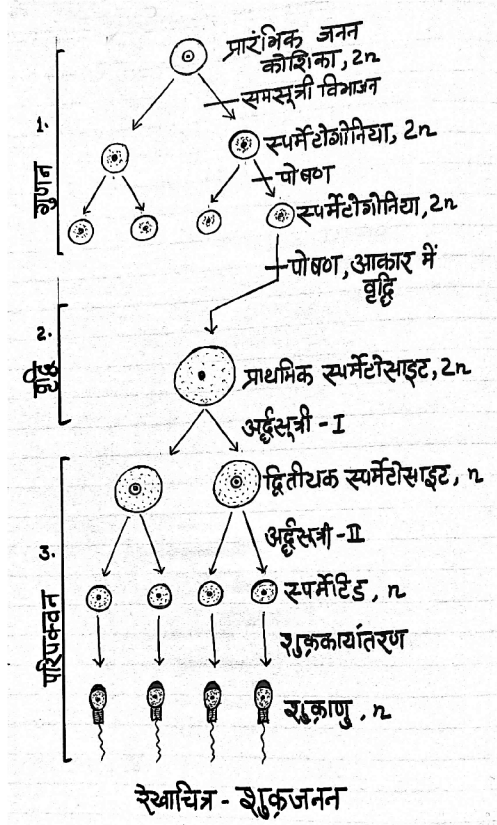 प्रारंभिक जनन
कोशिका, 2n
समसूत्री विभाजन
1. गुणन
स्पर्मेटोगोनिया, 2n
पोषण
स्पर्मेटोगोनिया, 2n
पोषण, आकार में
वृद्धि
2. वृद्धि
प्राथमिक स्पर्मेटोसाइट, 2n
अर्द्धसूत्री - I
द्वितीयक स्पर्मेटोसाइट, n
3. परिपक्वन
अर्द्धसूत्री - II
स्पर्मेटिड, n
शुक्रकायांतरण
शुक्राणु, n
रेखाचित्र - शुक्रजनन